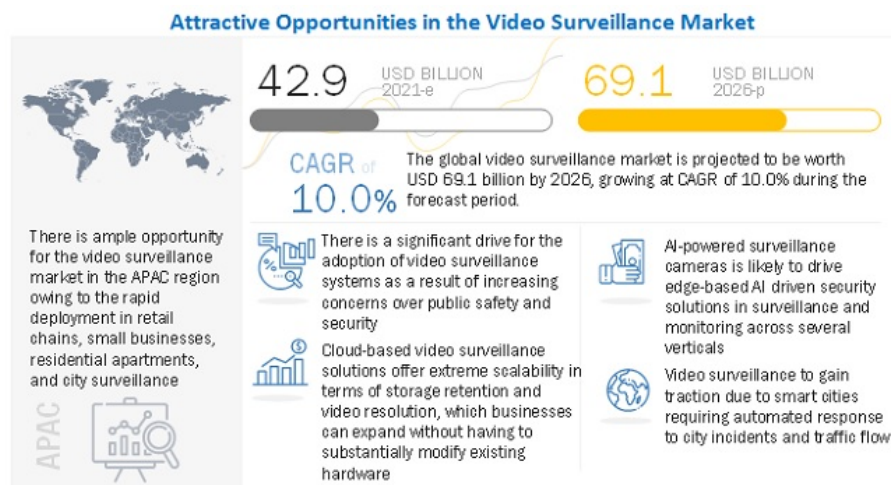 Attractive Opportunities in the Video Surveillance Market
42.9
USD BILLION
2021-e
69.1
USD BILLION
2026-p
CAGR of
10.0%
The global video surveillance market is projected to be worth
USD 69.1 billion by 2026, growing at CAGR of 10.0% during the
forecast period.
There is ample opportunity
for the video surveillance
market in the APAC region
owing to the rapid
deployment in retail
chains, small businesses,
residential apartments,
and city surveillance
APAC
There is a significant drive for the
adoption of video surveillance
systems as a result of increasing
concerns over public safety and
security
Cloud-based video surveillance
solutions offer extreme scalability in
terms of storage retention and
video resolution, which businesses
can expand without having to
substantially modify existing
hardware
AI-powered surveillance
cameras is likely to drive
edge-based AI driven security
solutions in surveillance and
monitoring across several
verticals
Video surveillance to gain
traction due to smart cities
requiring automated response
to city incidents and traffic flow